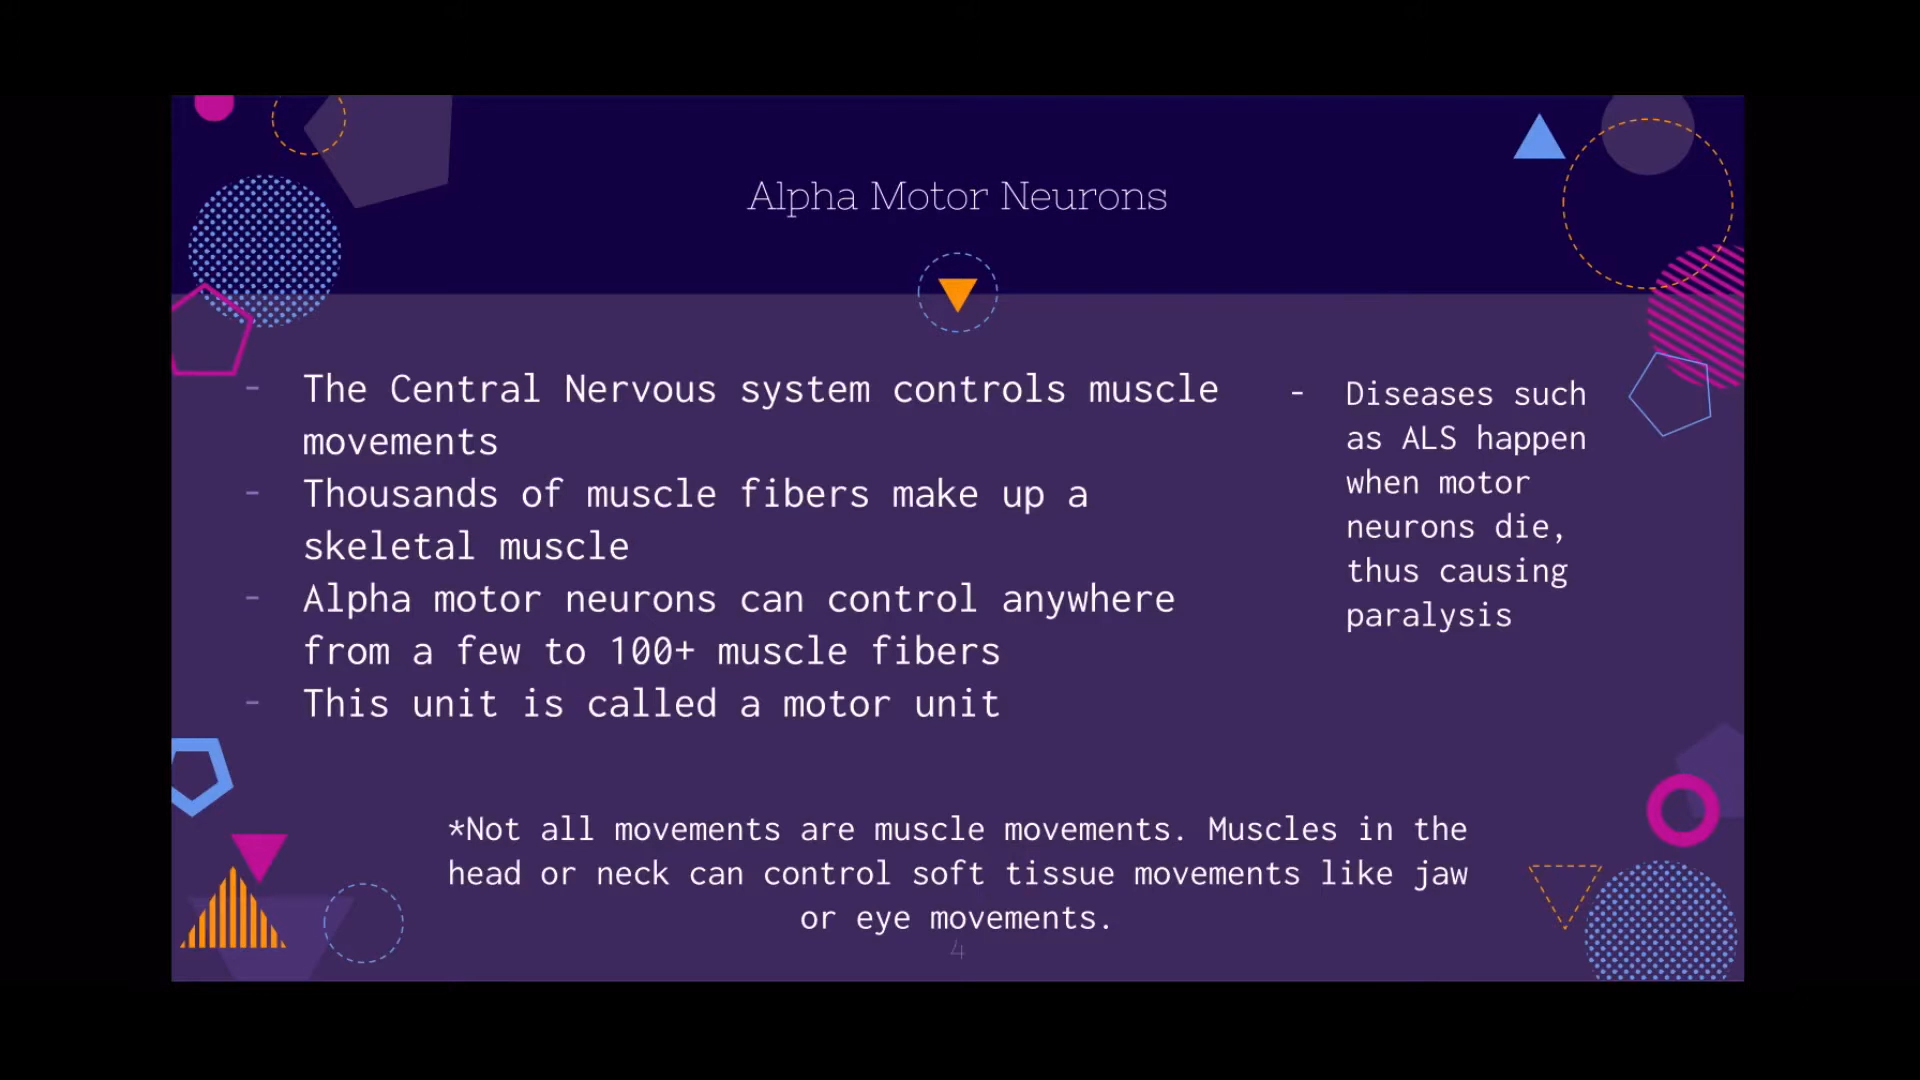 Alpha Motor Neurons
- The Central Nervous system controls muscle
movements
- Thousands of muscle fibers make up a
skeletal muscle
- Alpha motor neurons can control anywhere
from a few to 100+ muscle fibers
- This unit is called a motor unit
- Diseases such
as ALS happen
when motor
neurons die,
thus causing
paralysis
*Not all movements are muscle movements. Muscles in the
head or neck can control soft tissue movements like jaw
or eye movements.
4